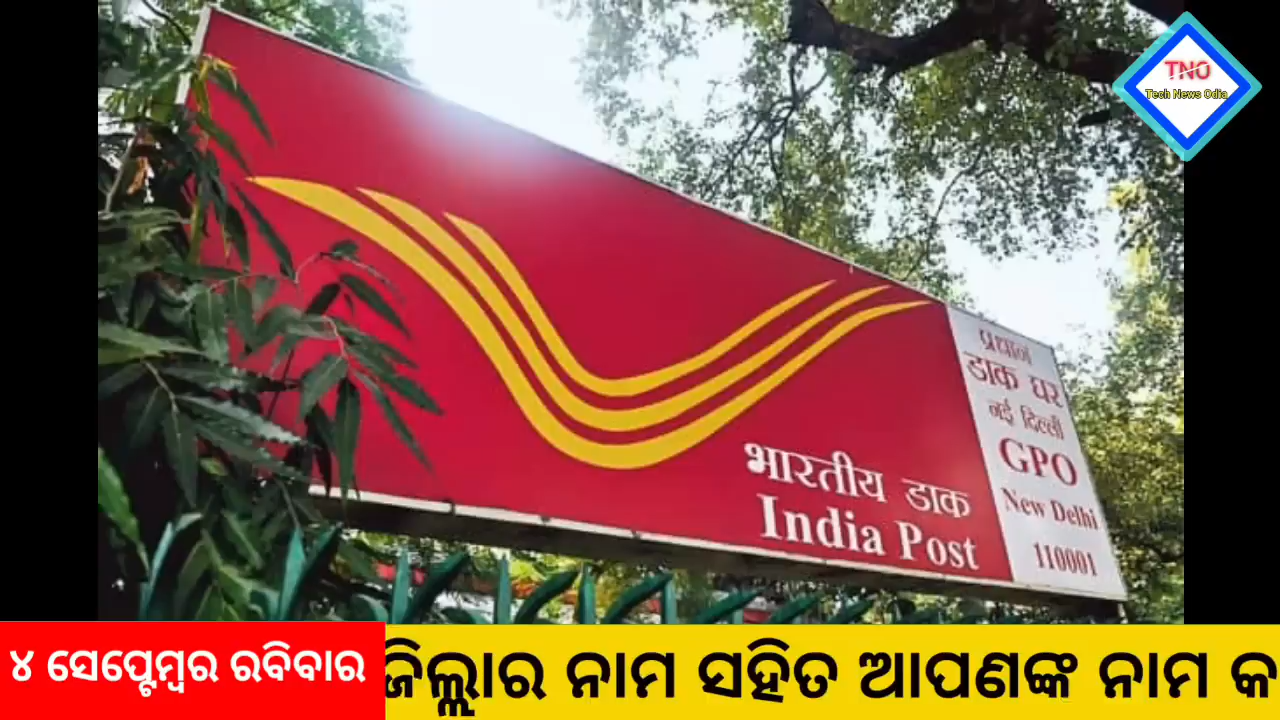 TNO
Tech News Odia
प्रधान
डाक घर
नई दिल्ली
GPO
New Delhi
110001
भारतीय डाक
India Post
୪ ସେପ୍ଟେମ୍ବର ରବିବାର
ଜିଲ୍ଲାର ନାମ ସହିତ ଆପଣଙ୍କ ନାମ କ